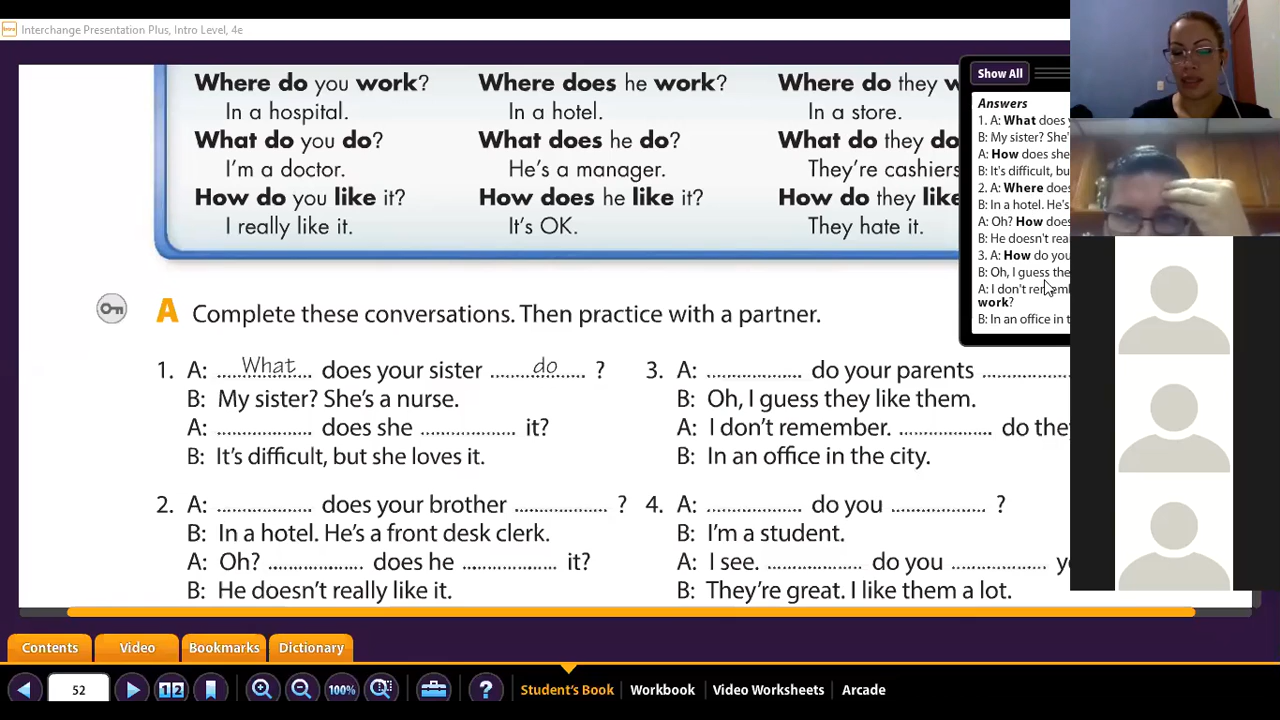 Interchange Presentation Plus, Intro Level, 4e
Where do you work? Where does he work? Where do they
In a hospital. In a hotel. In a store.
What do you do? What does he do? What do they do
I'm a doctor. He's a manager. They're cashiers
How do you like it? How does he like it? How do they like
I really like it. It's OK. They hate it.
Show All
Answers
1. A: What does
B: My sister? She'
A: How does she
B: It's difficult, bu
2. A: Where does
B: In a hotel. He's
A: Oh? How does
B: He doesn't rea
3. A: How do you
B: Oh, I guess the
A: I don't rememb
work?
B: In an office in t
A Complete these conversations. Then practice with a partner.
1. A: What does your sister do ?
B: My sister? She's a nurse.
A: ................ does she ................ it?
B: It's difficult, but she loves it.
2. A: ................ does your brother ................ ?
B: In a hotel. He's a front desk clerk.
A: Oh? ................ does he ................ it?
B: He doesn't really like it.
3. A: ................ do your parents ................
B: Oh, I guess they like them.
A: I don't remember. ................ do they
B: In an office in the city.
4. A: ................ do you ................ ?
B: I'm a student.
A: I see. ................ do you ................ y
B: They're great. I like them a lot.
Contents Video Bookmarks Dictionary
52 12 100% ? Student's Book Workbook Video Worksheets Arcade